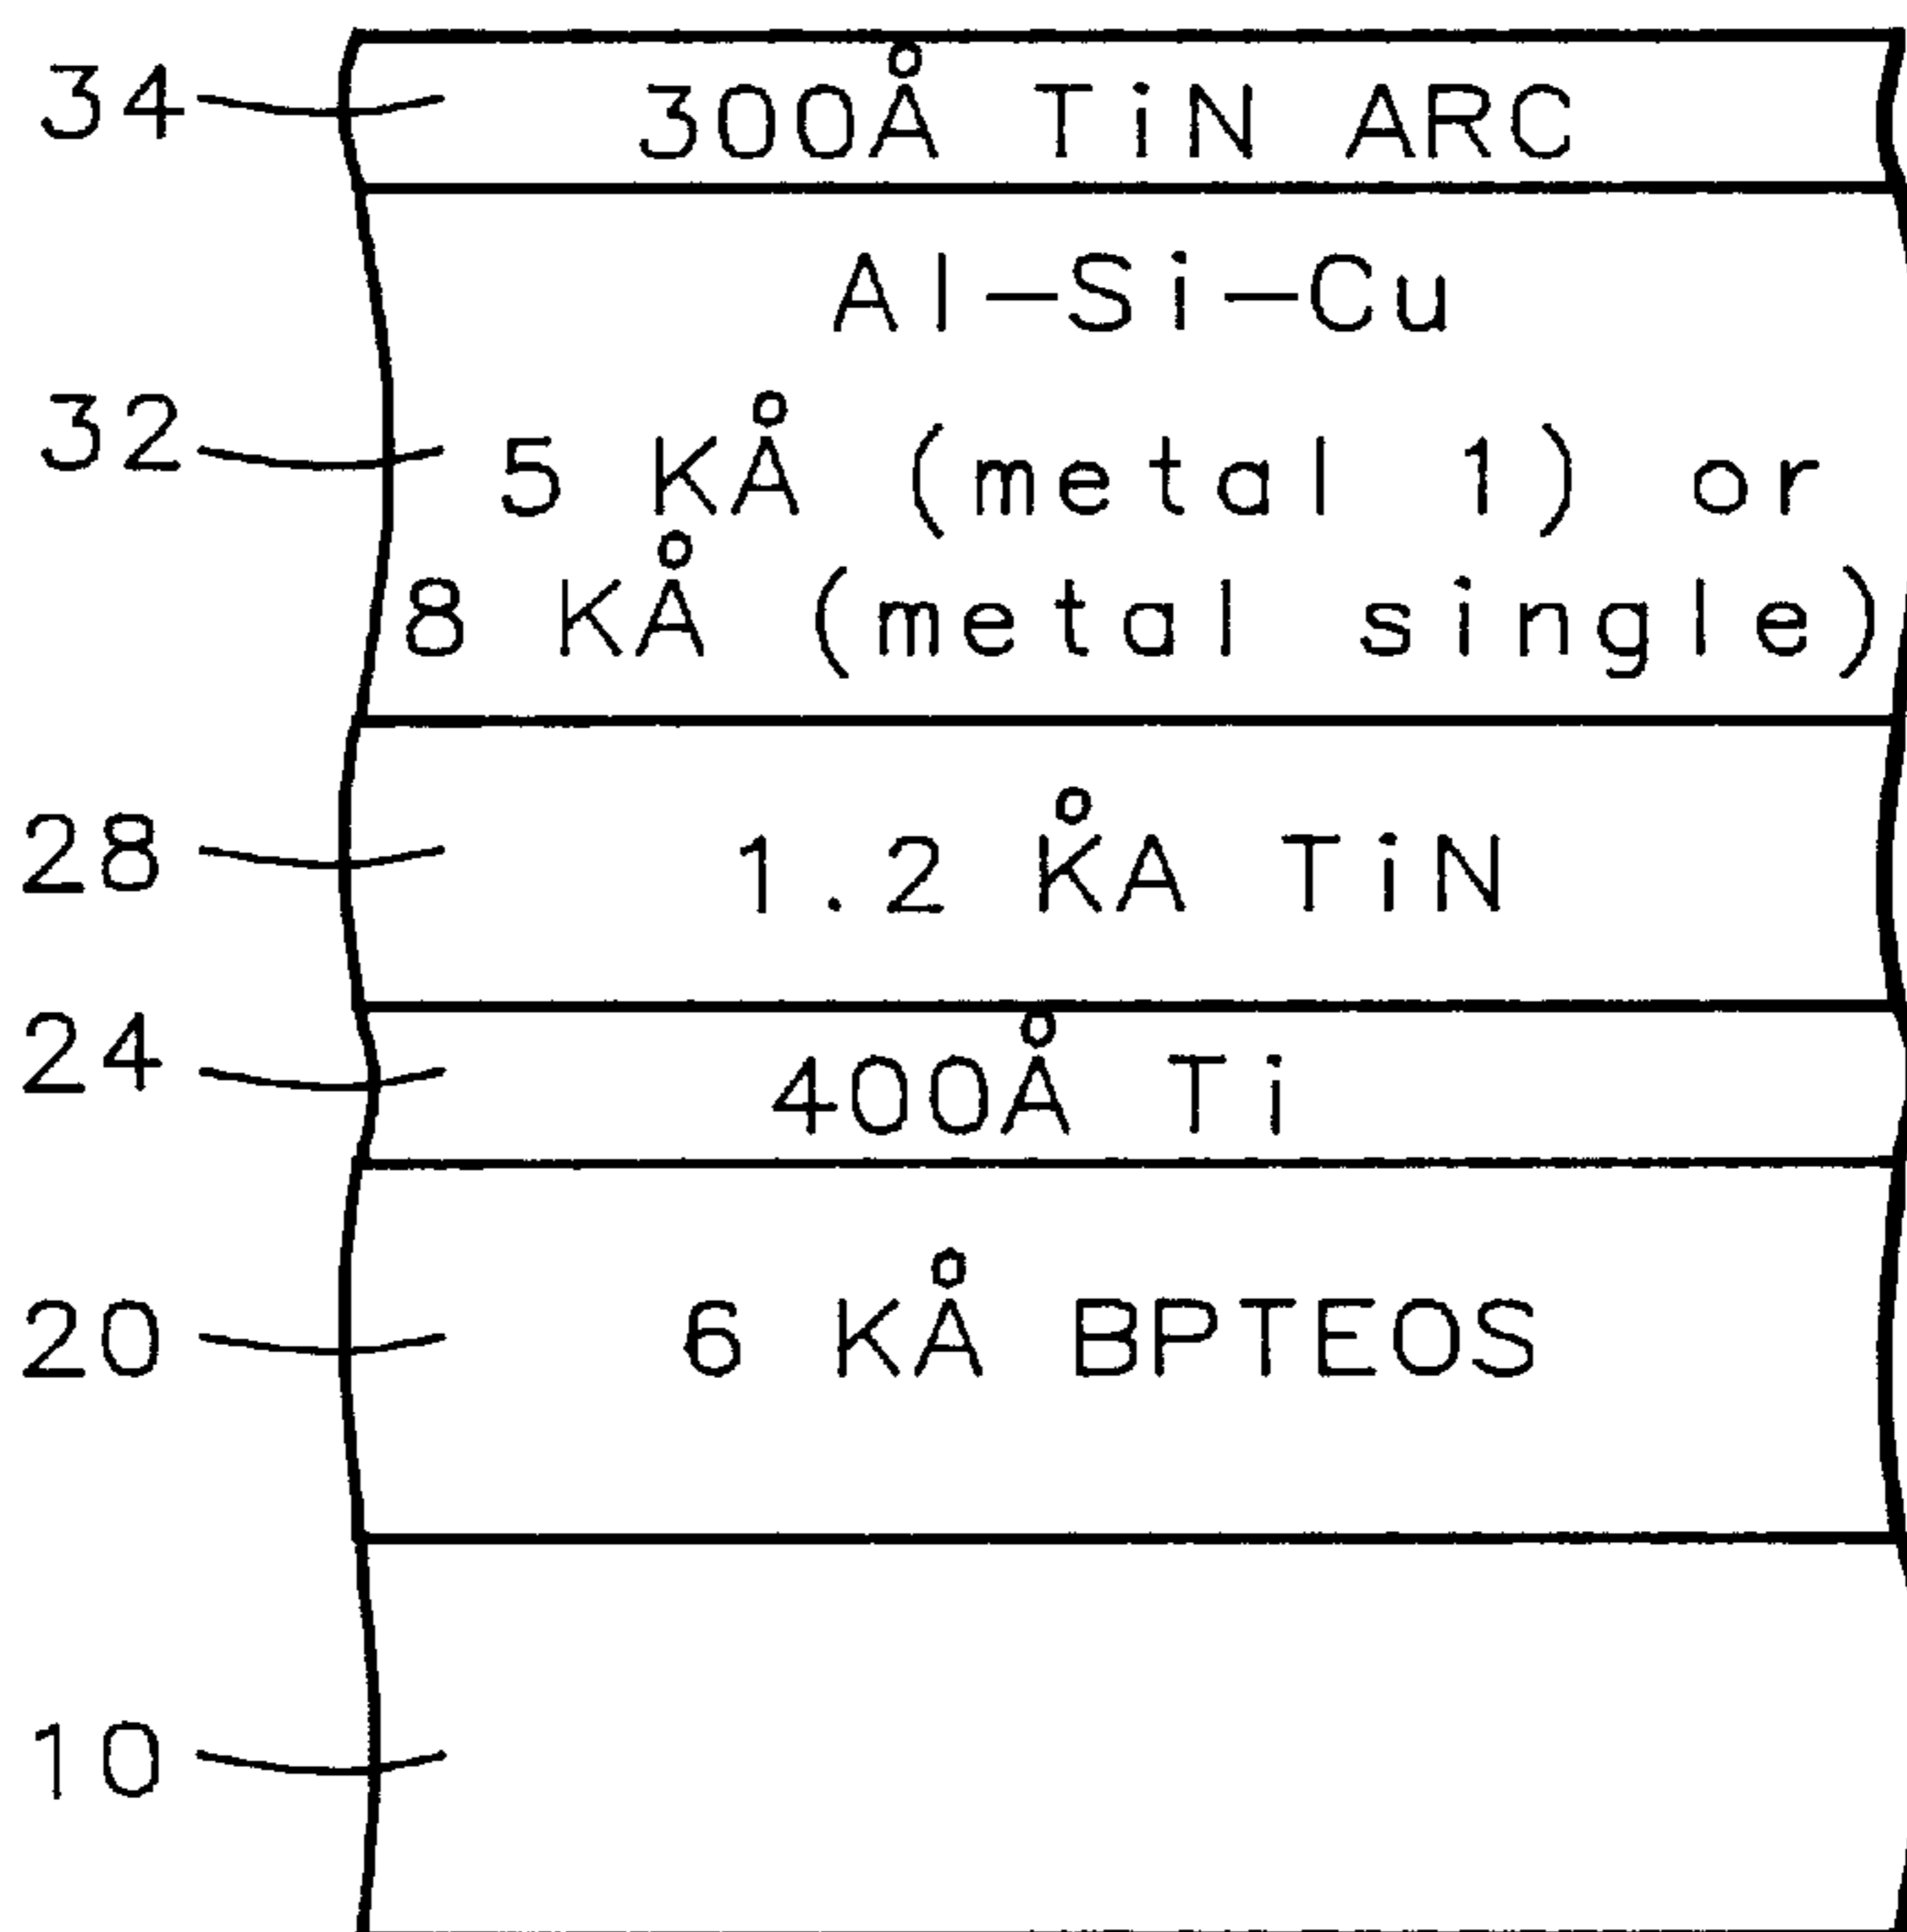 34 300Å TiN ARC
Al-Si-Cu
32 5 KÅ (metal 1) or
8 KÅ (metal single)
28 1.2 K̊A TiN
24 400Å Ti
20 6 KÅ BPTEOS
10